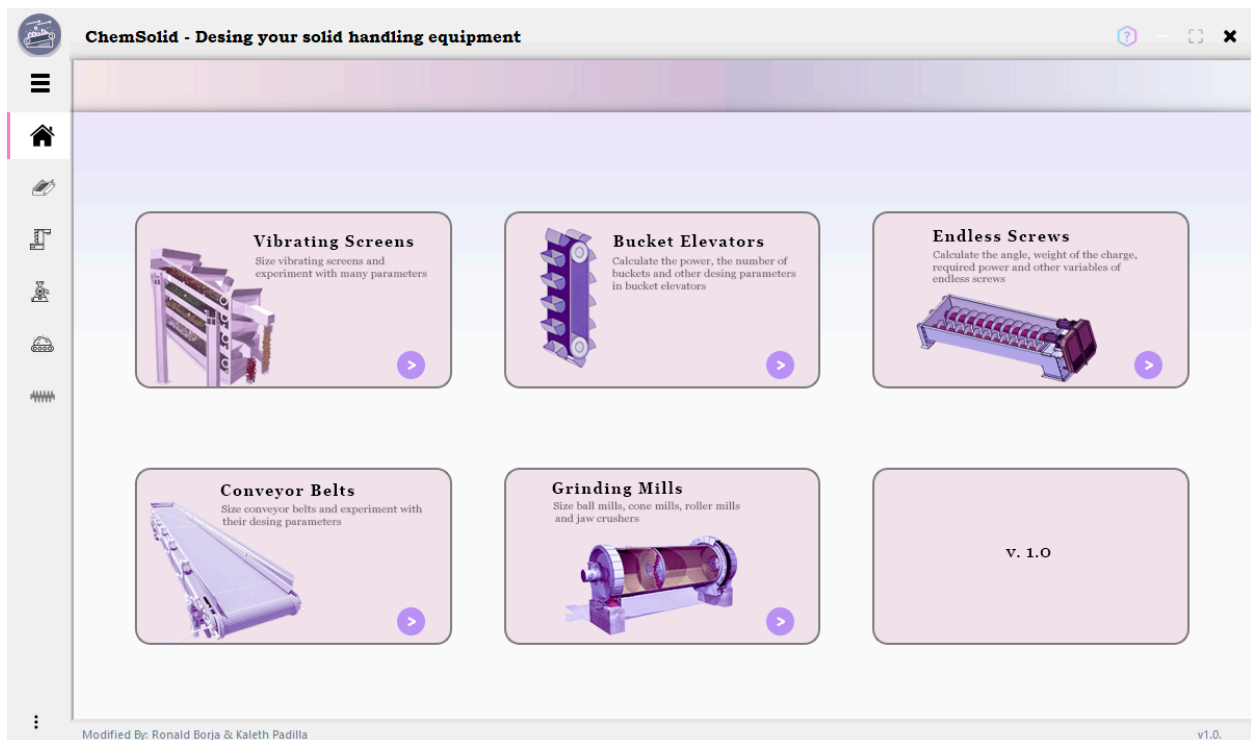 ChemSolid - Desing your solid handling equipment
?
Vibrating Screens
Size vibrating screens and
experiment with many parameters
>
Bucket Elevators
Calculate the power, the number of
buckets and other desing parameters
in bucket elevators
>
Endless Screws
Calculate the angle, weight of the charge,
required power and other variables of
endless screws
>
Conveyor Belts
Size conveyor belts and experiment with
their desing parameters
>
Grinding Mills
Size ball mills, cone mills, roller mills
and jaw crushers
>
v. 1.0
Modified By: Ronald Borja & Kaleth Padilla
v1.0.